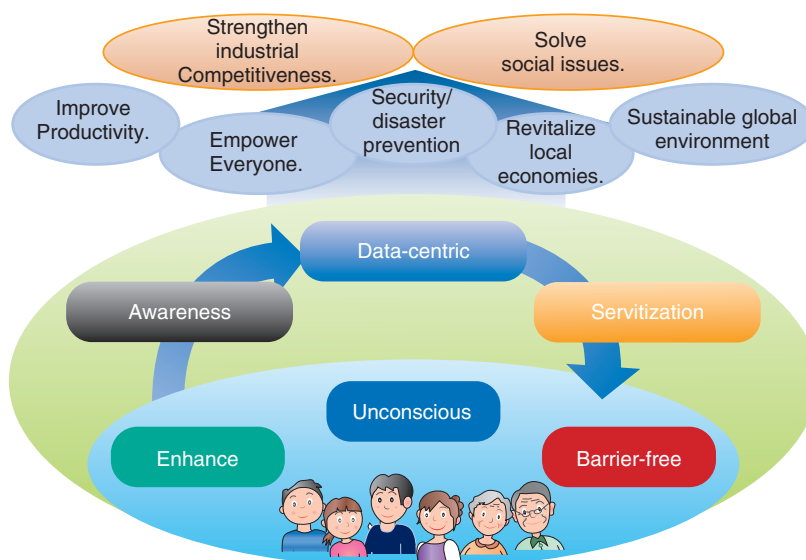 Strengthen
industrial
Competitiveness.
Solve
social issues.
Improve
Productivity.
Empower
Everyone.
Security/
disaster
prevention
Revitalize
local
economies.
Sustainable global
environment
Data-centric
Awareness
Servitization
Unconscious
Enhance
Barrier-free